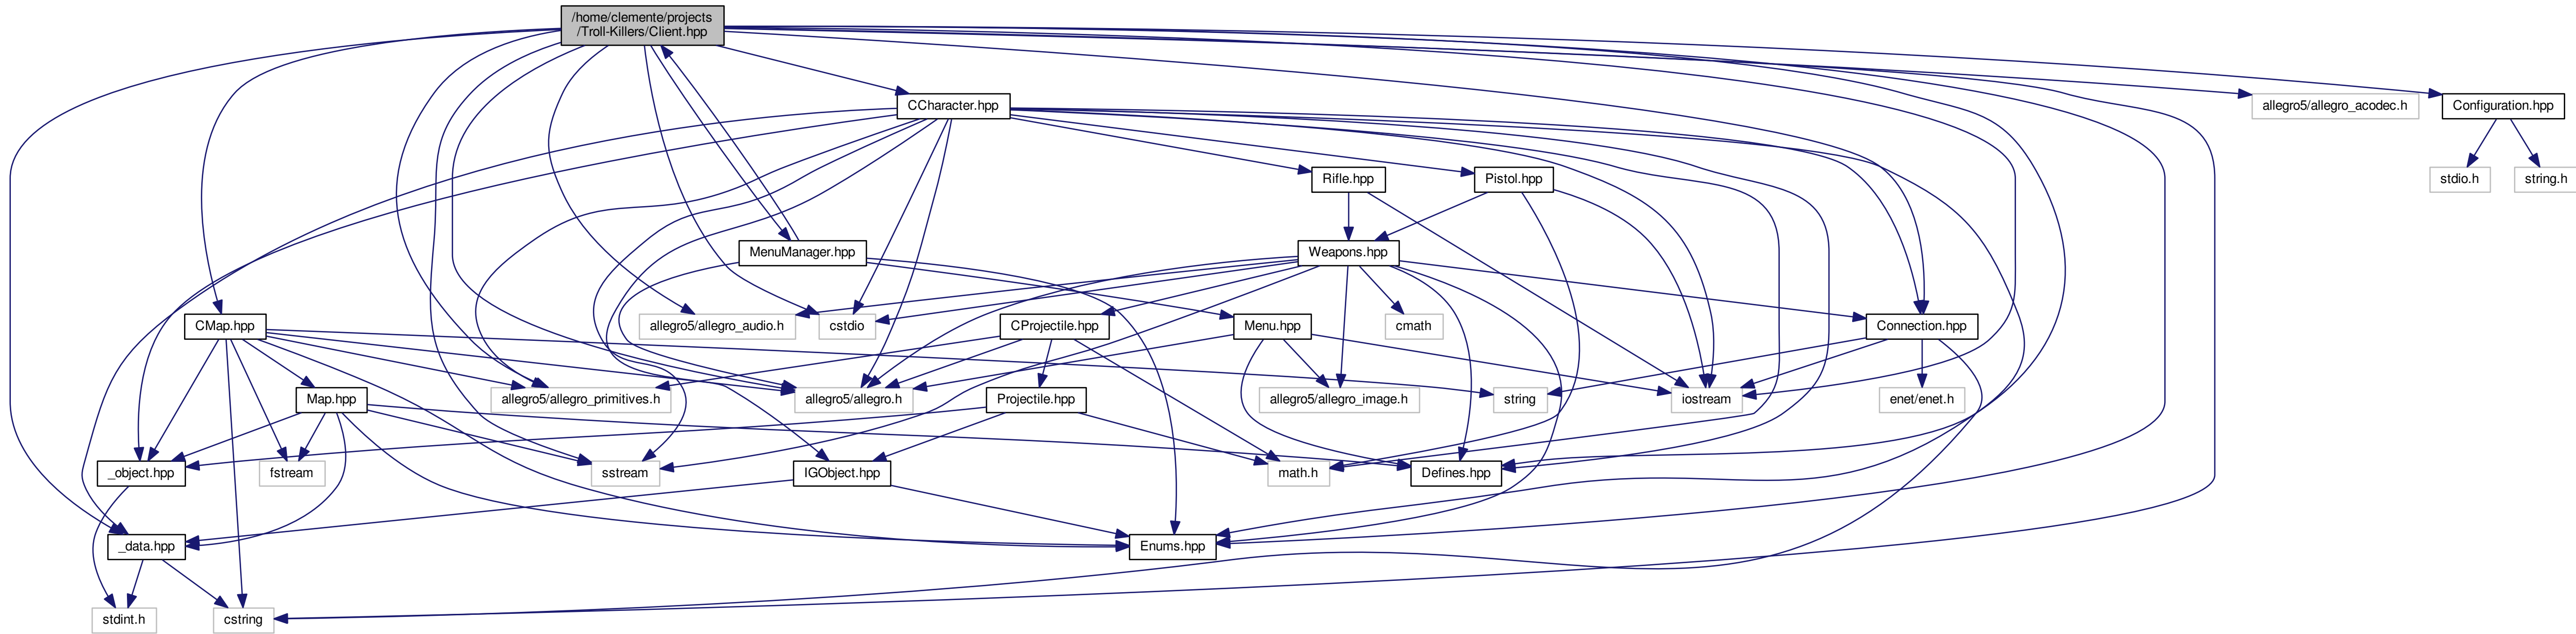 /home/clemente/projects
/Troll-Killers/Client.hpp
CCharacter.hpp
allegro5/allegro_acodec.h
Configuration.hpp
Rifle.hpp
Pistol.hpp
stdio.h
string.h
MenuManager.hpp
Weapons.hpp
CMap.hpp
allegro5/allegro_audio.h
cstdio
CProjectile.hpp
Menu.hpp
cmath
Connection.hpp
Map.hpp
allegro5/allegro_primitives.h
allegro5/allegro.h
Projectile.hpp
allegro5/allegro_image.h
string
iostream
enet/enet.h
_object.hpp
fstream
sstream
IGObject.hpp
math.h
Defines.hpp
_data.hpp
Enums.hpp
stdint.h
cstring